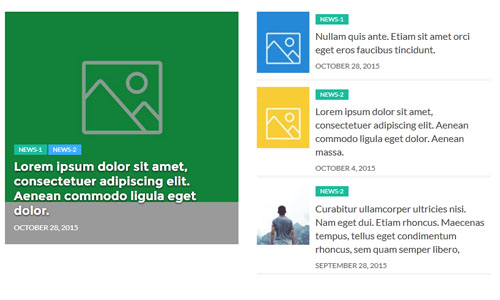 NEWS-1 NEWS-2
Lorem ipsum dolor sit amet,
consectetuer adipiscing elit.
Aenean commodo ligula eget
dolor.
OCTOBER 28, 2015
NEWS-1
Nullam quis ante. Etiam sit amet orci
eget eros faucibus tincidunt.
OCTOBER 28, 2015
NEWS-2
Lorem ipsum dolor sit amet,
consectetuer adipiscing elit. Aenean
commodo ligula eget dolor. Aenean
massa.
OCTOBER 4, 2015
NEWS-2
Curabitur ullamcorper ultricies nisi.
Nam eget dui. Etiam rhoncus. Maecenas
tempus, tellus eget condimentum
rhoncus, sem quam semper libero,
SEPTEMBER 28, 2015